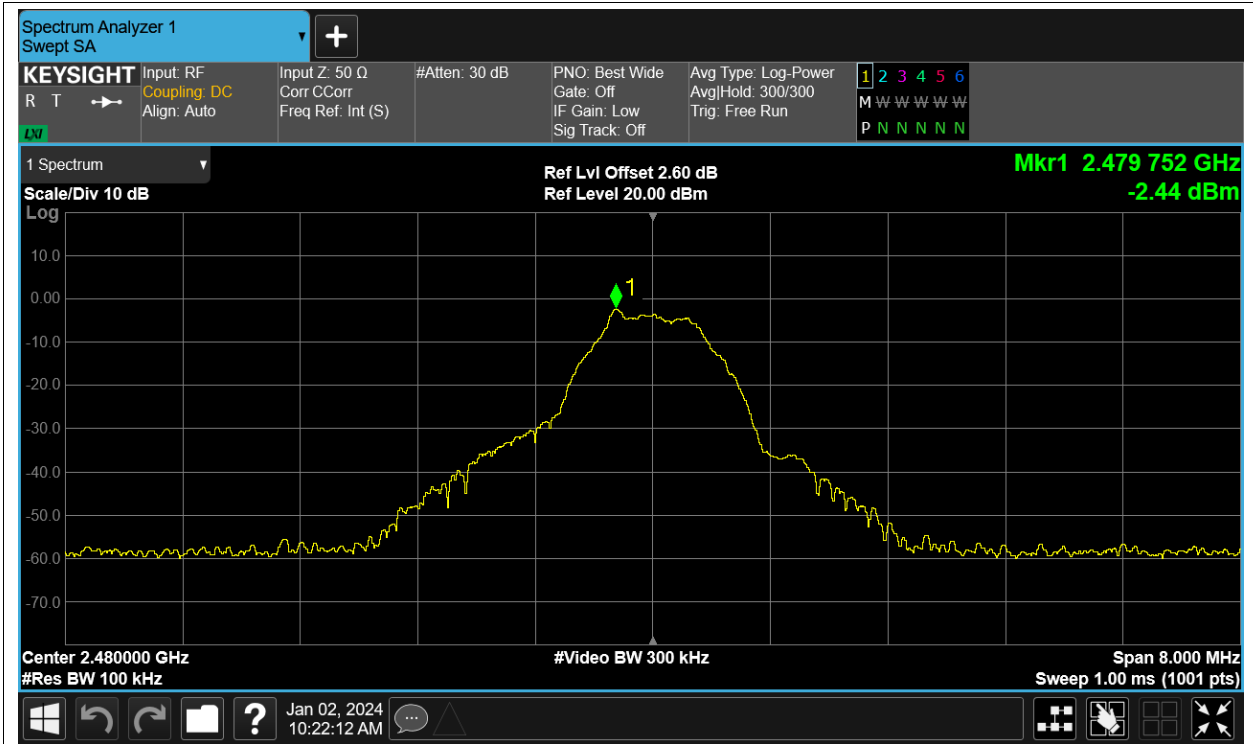 Spectrum Analyzer 1
Swept SA
+
KEYSIGHT
R T
LXI
Input: RF
Coupling: DC
Align: Auto
Input Z: 50 Ω
Corr CCorr
Freq Ref: Int (S)
#Atten: 30 dB
PNO: Best Wide
Gate: Off
IF Gain: Low
Sig Track: Off
Avg Type: Log-Power
Avg|Hold: 300/300
Trig: Free Run
1 2 3 4 5 6
M W W W W W
P N N N N N
1 Spectrum
Scale/Div 10 dB
Log
Ref Lvl Offset 2.60 dB
Ref Level 20.00 dBm
Mkr1 2.479 752 GHz
-2.44 dBm
1
10.0
0.00
-10.0
-20.0
-30.0
-40.0
-50.0
-60.0
-70.0
Center 2.480000 GHz
#Res BW 100 kHz
#Video BW 300 kHz
Span 8.000 MHz
Sweep 1.00 ms (1001 pts)
?
Jan 02, 2024
10:22:12 AM